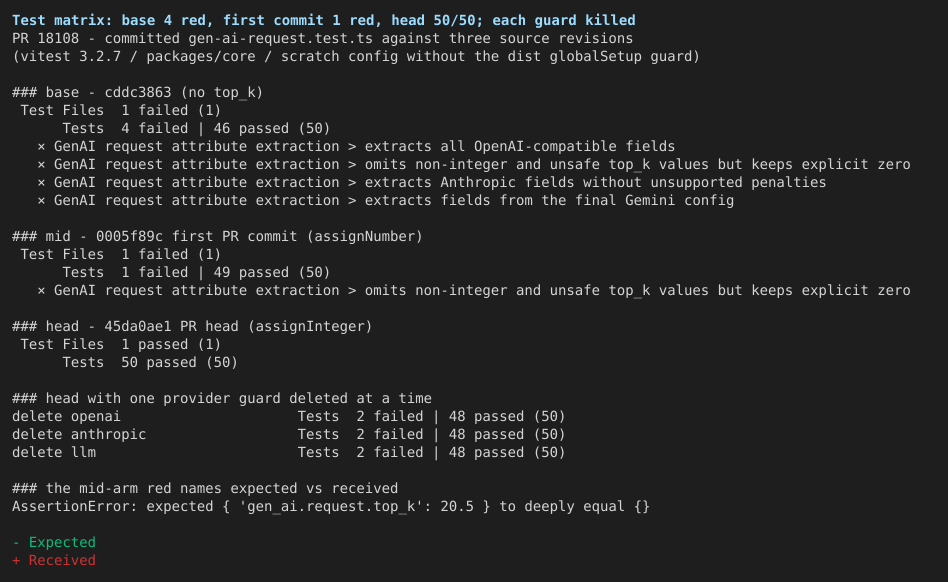 Test matrix: base 4 red, first commit 1 red, head 50/50; each guard killed
PR 18108 - committed gen-ai-request.test.ts against three source revisions
(vitest 3.2.7 / packages/core / scratch config without the dist globalSetup guard)

### base - cddc3863 (no top_k)
 Test Files  1 failed (1)
      Tests  4 failed | 46 passed (50)
   × GenAI request attribute extraction > extracts all OpenAI-compatible fields
   × GenAI request attribute extraction > omits non-integer and unsafe top_k values but keeps explicit zero
   × GenAI request attribute extraction > extracts Anthropic fields without unsupported penalties
   × GenAI request attribute extraction > extracts fields from the final Gemini config

### mid - 0005f89c first PR commit (assignNumber)
 Test Files  1 failed (1)
      Tests  1 failed | 49 passed (50)
   × GenAI request attribute extraction > omits non-integer and unsafe top_k values but keeps explicit zero

### head - 45da0ae1 PR head (assignInteger)
 Test Files  1 passed (1)
      Tests  50 passed (50)

### head with one provider guard deleted at a time
delete openai                     Tests  2 failed | 48 passed (50)
delete anthropic                  Tests  2 failed | 48 passed (50)
delete llm                        Tests  2 failed | 48 passed (50)

### the mid-arm red names expected vs received
AssertionError: expected { 'gen_ai.request.top_k': 20.5 } to deeply equal {}

- Expected
+ Received